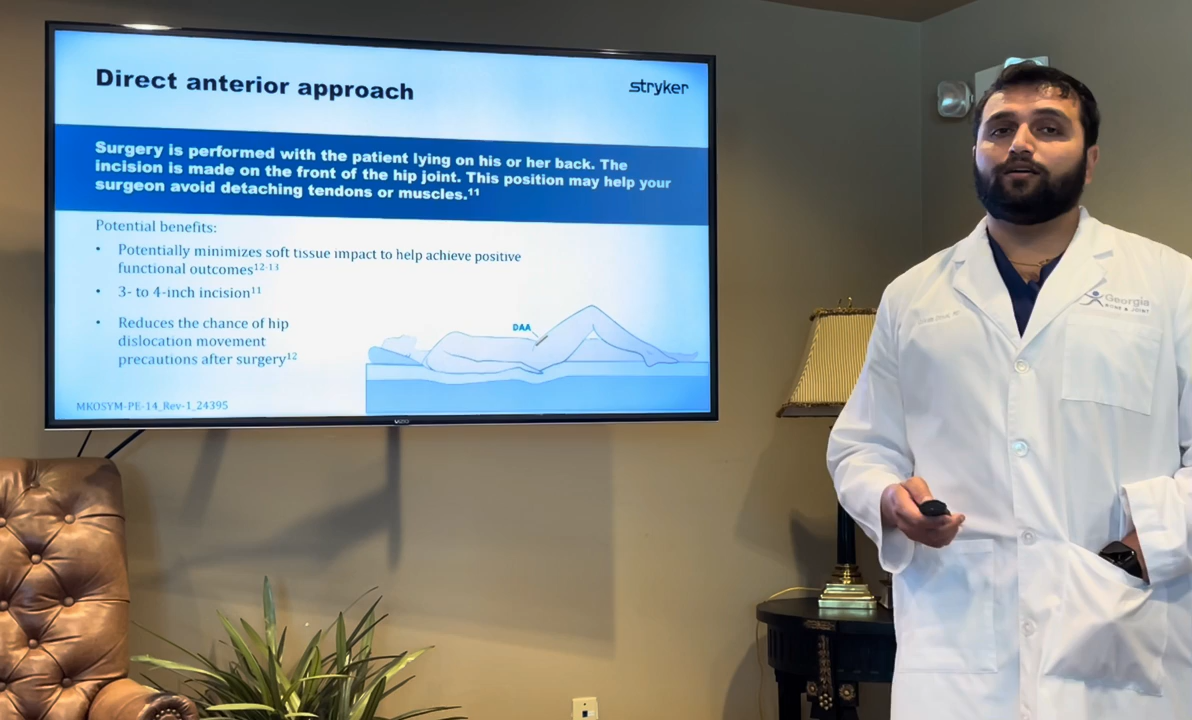 Direct anterior approach
stryker
Surgery is performed with the patient lying on his or her back. The
incision is made on the front of the hip joint. This position may help your
surgeon avoid detaching tendons or muscles.¹¹
Potential benefits:
• Potentially minimizes soft tissue impact to help achieve positive
functional outcomes¹²⁻¹³
• 3- to 4-inch incision¹¹
• Reduces the chance of hip
dislocation movement
precautions after surgery¹²
DAA
MKOSYM-PE-14_Rev-1_24395
VIZIO
Georgia
BONE & JOINT